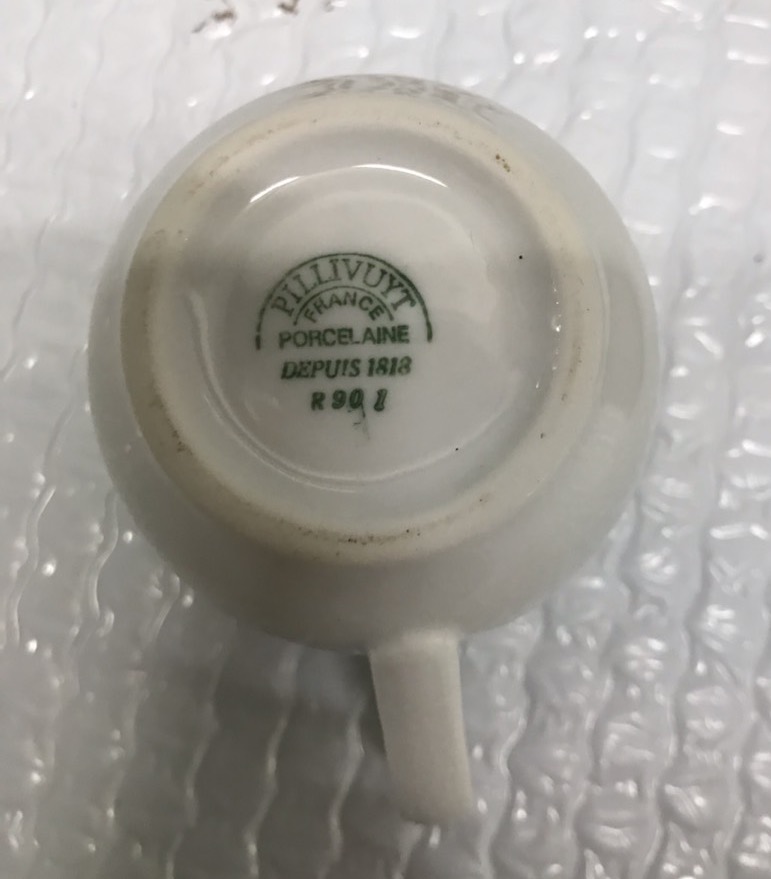 PILLIVUYT
FRANCE
PORCELAINE
DEPUIS 1818
R 90 1